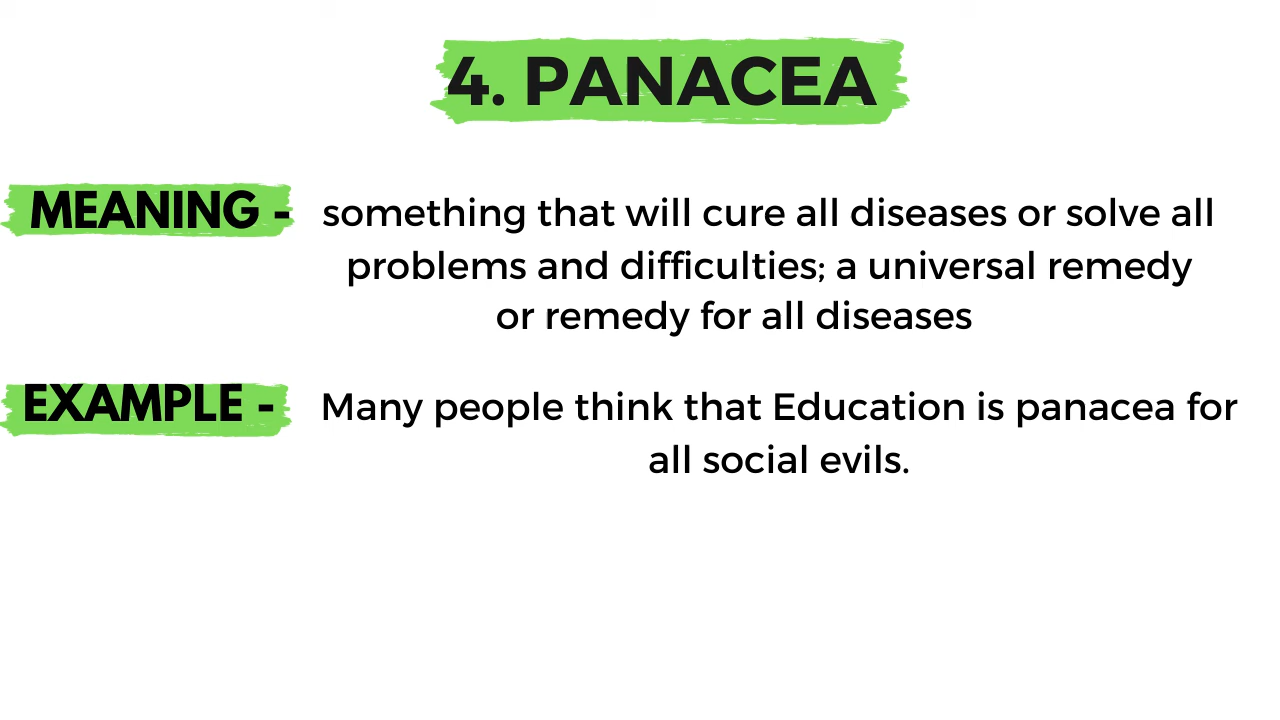 4. PANACEA
MEANING - something that will cure all diseases or solve all
problems and difficulties; a universal remedy
or remedy for all diseases
EXAMPLE - Many people think that Education is panacea for
all social evils.